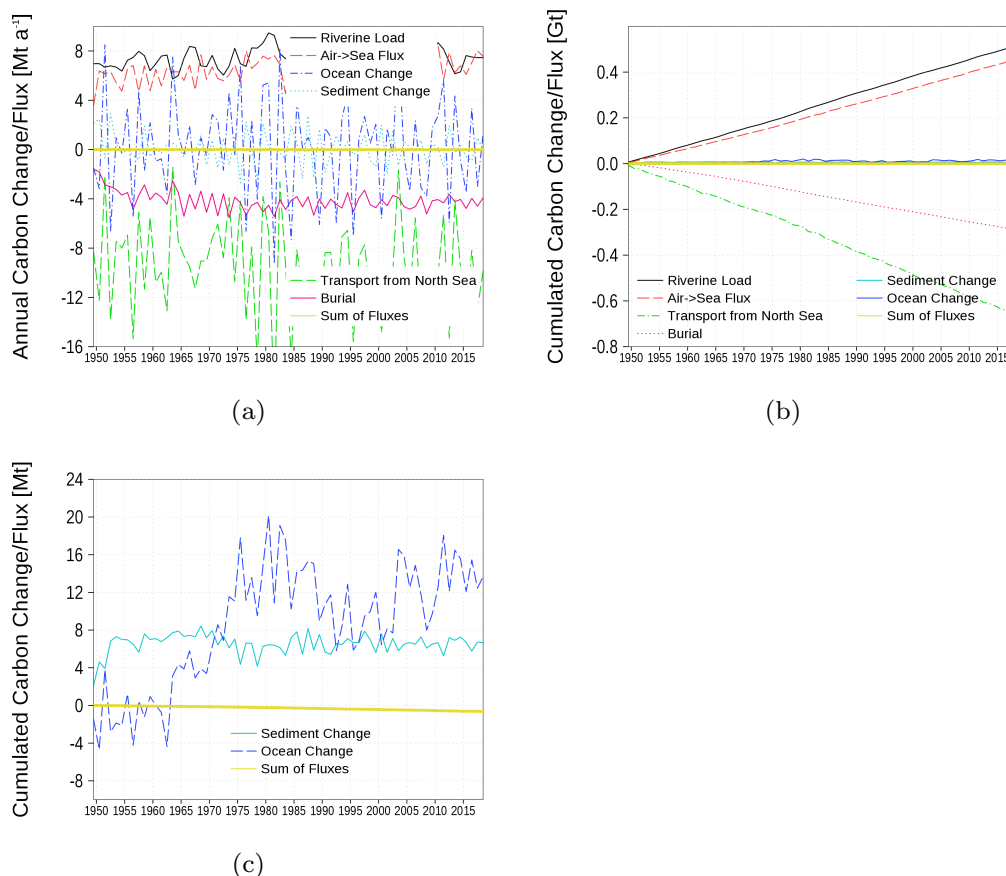 Annual Carbon Change/Flux [Mt a⁻¹]
8
4
0
-4
-8
-12
-16
Riverine Load
Air->Sea Flux
Ocean Change
Sediment Change
Transport from North Sea
Burial
Sum of Fluxes
1950 1955 1960 1965 1970 1975 1980 1985 1990 1995 2000 2005 2010 2015
(a)
Cumulated Carbon Change/Flux [Gt]
0.4
0.2
0.0
-0.2
-0.4
-0.6
-0.8
Riverine Load
Air->Sea Flux
Transport from North Sea
Burial
Sediment Change
Ocean Change
Sum of Fluxes
1950 1955 1960 1965 1970 1975 1980 1985 1990 1995 2000 2005 2010 2015
(b)
Cumulated Carbon Change/Flux [Mt]
24
20
16
12
8
4
0
-4
-8
Sediment Change
Ocean Change
Sum of Fluxes
1950 1955 1960 1965 1970 1975 1980 1985 1990 1995 2000 2005 2010 2015
(c)